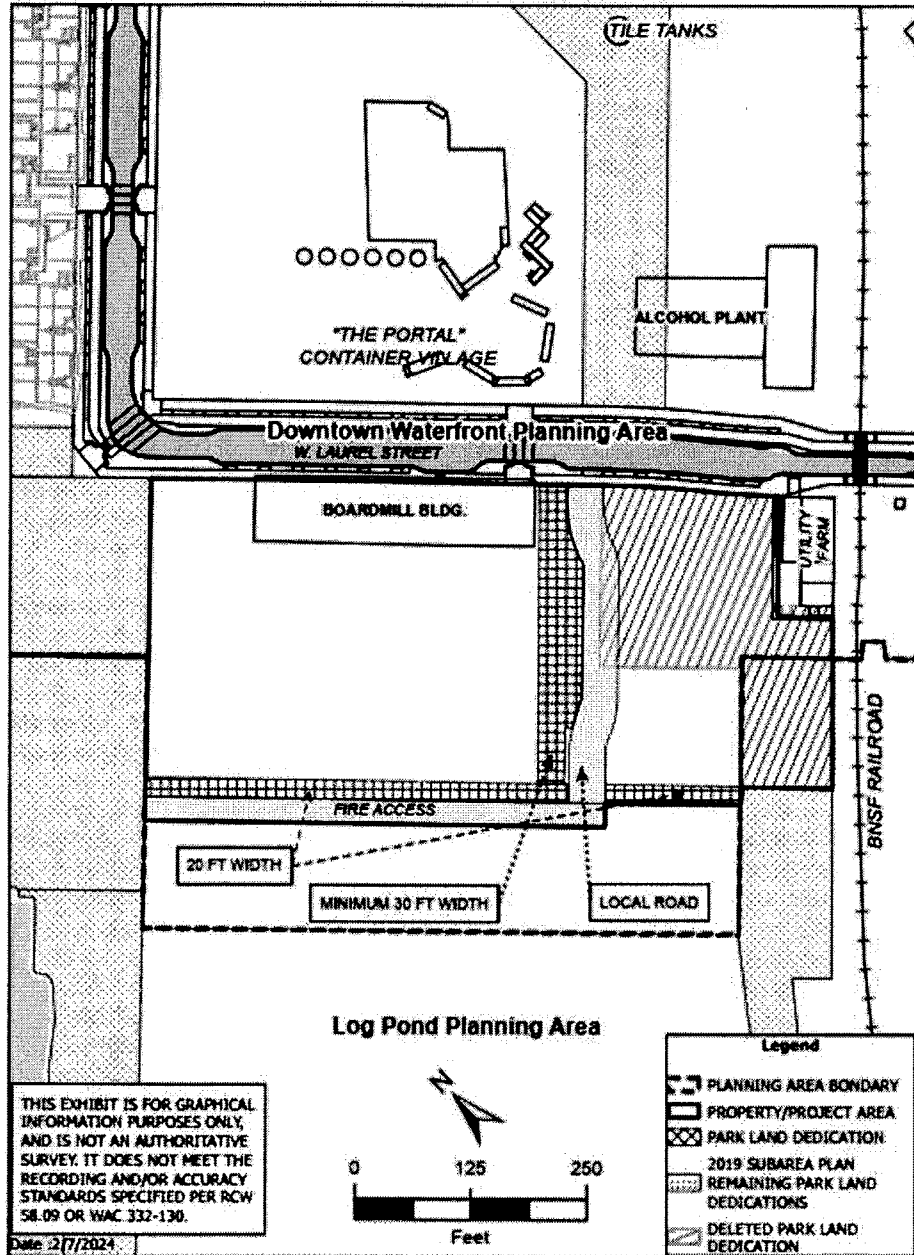 TILE TANKS
ALCOHOL PLANT
"THE PORTAL"
CONTAINER VILLAGE
Downtown Waterfront Planning Area
W. LAUREL STREET
BOARDMILL BLDG.
UTILITY
FARM
BNSF RAILROAD
FIRE ACCESS
20 FT WIDTH
MINIMUM 30 FT WIDTH
LOCAL ROAD
Log Pond Planning Area
N
0 125 250
Feet
THIS EXHIBIT IS FOR GRAPHICAL
INFORMATION PURPOSES ONLY,
AND IS NOT AN AUTHORITATIVE
SURVEY. IT DOES NOT MEET THE
RECORDING AND/OR ACCURACY
STANDARDS SPECIFIED PER RCW
58.09 OR WAC 332-130.
Date :2/7/2024
Legend
PLANNING AREA BONDARY
PROPERTY/PROJECT AREA
PARK LAND DEDICATION
2019 SUBAREA PLAN
REMAINING PARK LAND
DEDICATIONS
DELETED PARK LAND
DEDICATION